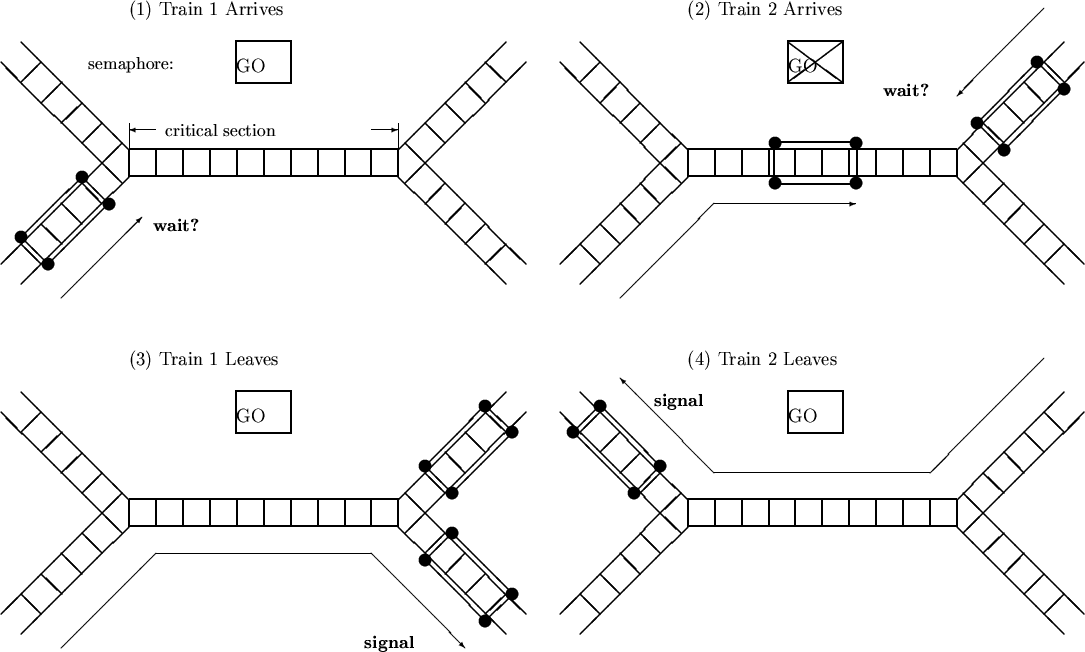 (1) Train 1 Arrives
semaphore:
GO
critical section
wait?
(2) Train 2 Arrives
GO
wait?
(3) Train 1 Leaves
GO
signal
(4) Train 2 Leaves
signal
GO